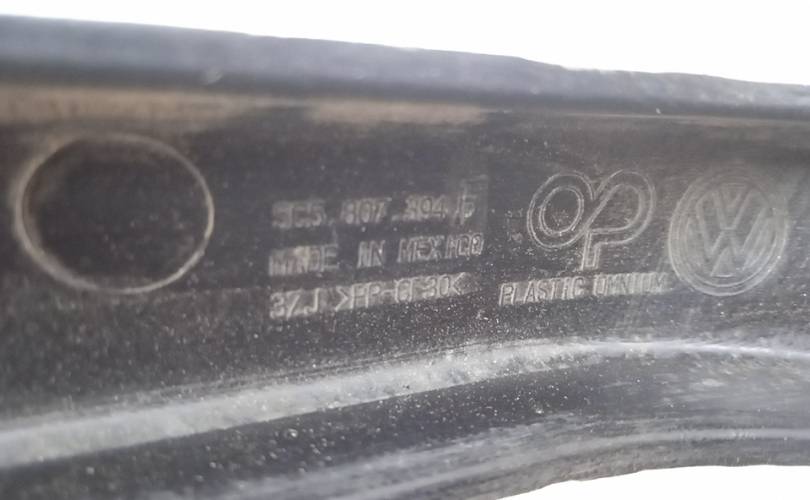 5C5.807.394.D
MADE IN MEXICO
37J >PP-GF30<
PLASTIC OMNIUM